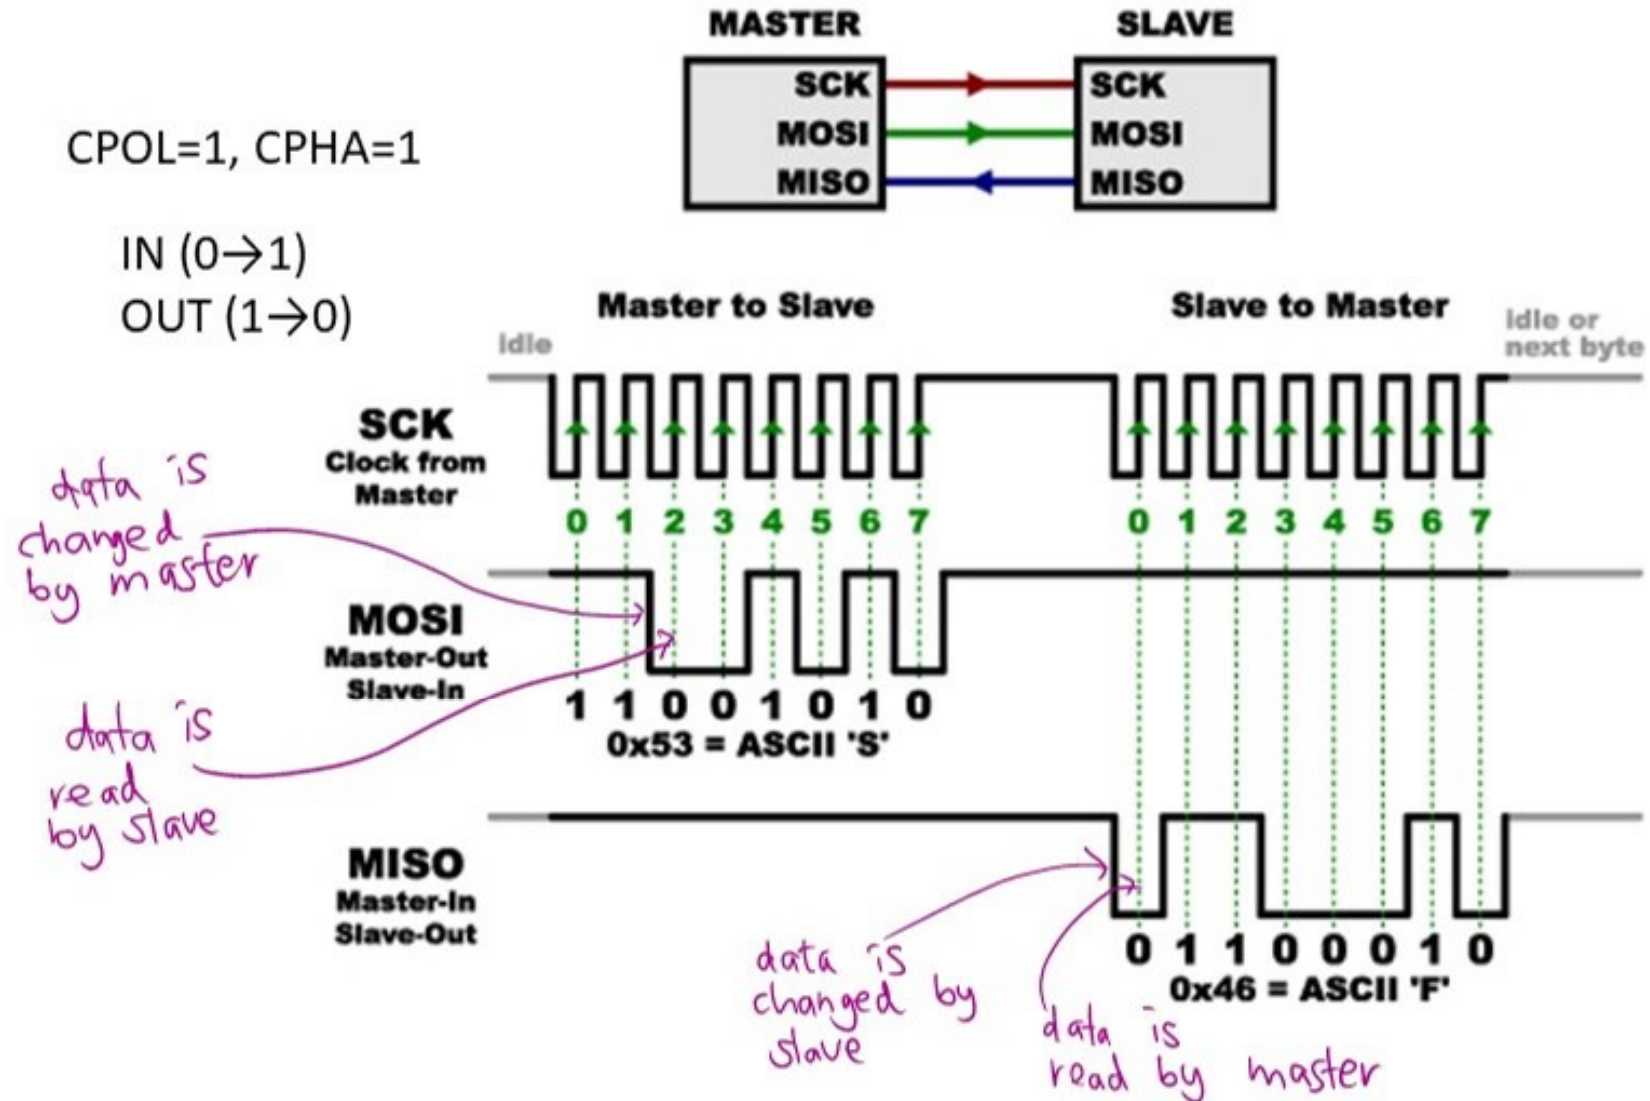 MASTER SLAVE
SCK SCK
MOSI MOSI
MISO MISO
CPOL=1, CPHA=1
IN (0→1)
OUT (1→0)
Master to Slave Slave to Master
idle
idle or
next byte
SCK
Clock from
Master
0 1 2 3 4 5 6 7 0 1 2 3 4 5 6 7
data is
changed
by master
MOSI
Master-Out
Slave-In
1 1 0 0 1 0 1 0
0x53 = ASCII 'S'
data is
read
by slave
MISO
Master-In
Slave-Out
0 1 1 0 0 0 1 0
0x46 = ASCII 'F'
data is
changed by
slave
data is
read by master